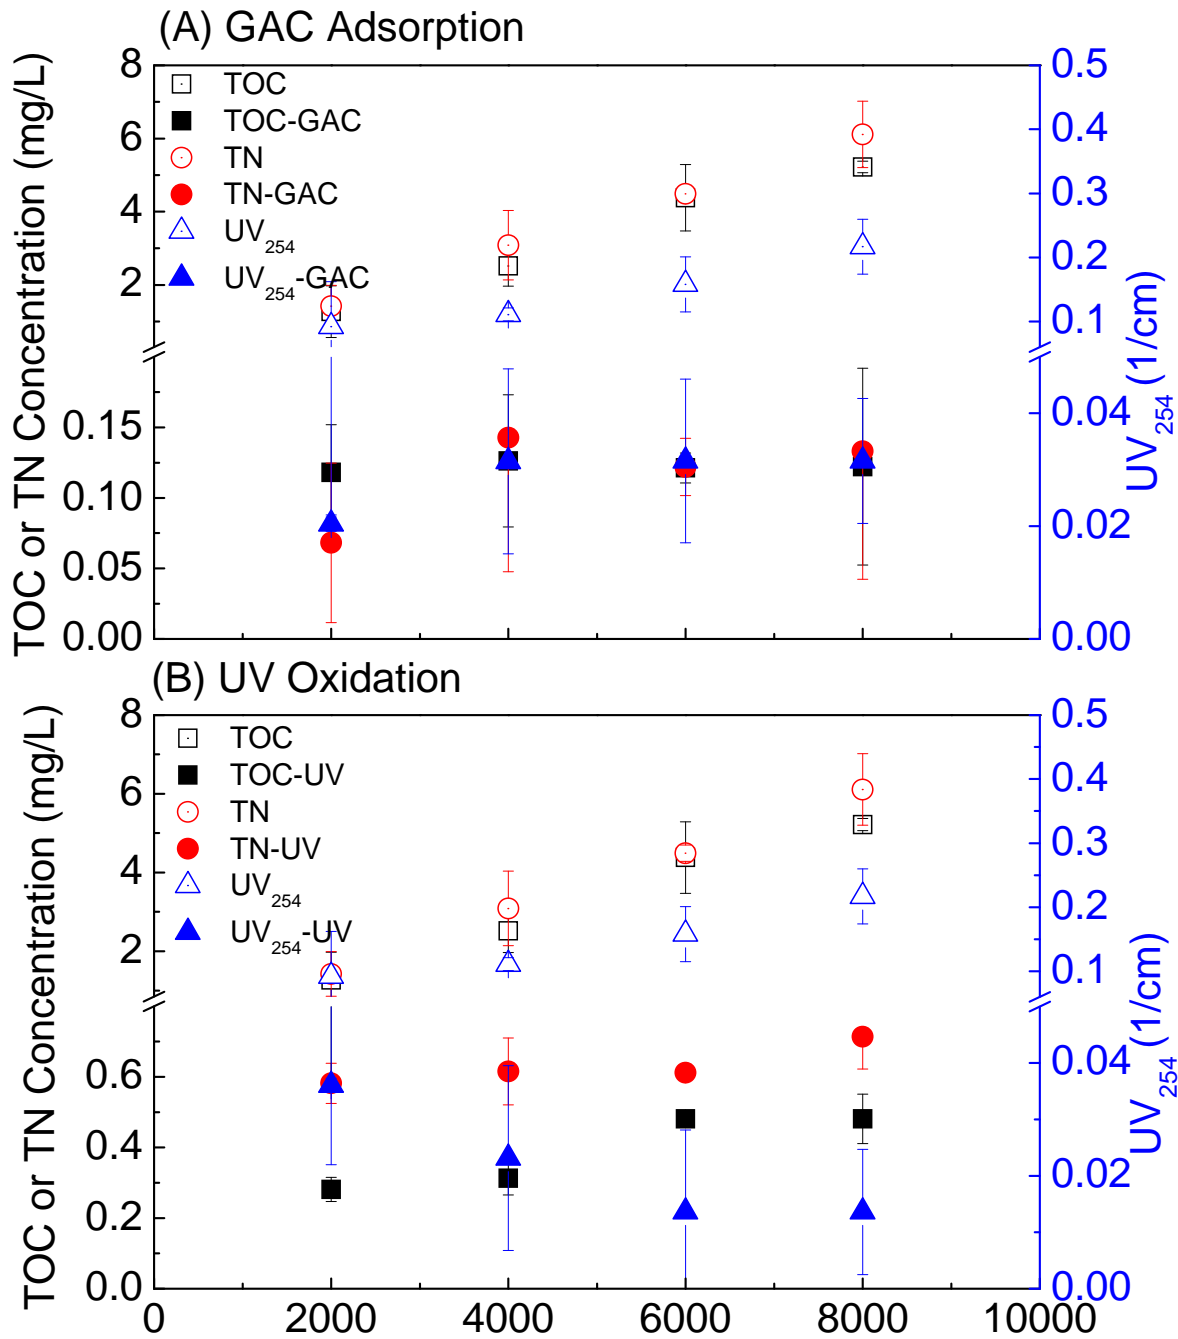 (A) GAC Adsorption
TOC or TN Concentration (mg/L)
8
6
4
2
0.15
0.10
0.05
0.00
TOC
TOC-GAC
TN
TN-GAC
UV254
UV254-GAC
0.5
0.4
0.3
0.2
0.1
0.04
0.02
0.00
UV254 (1/cm)
(B) UV Oxidation
TOC or TN Concentration (mg/L)
8
6
4
2
0.6
0.4
0.2
0.0
TOC
TOC-UV
TN
TN-UV
UV254
UV254-UV
0.5
0.4
0.3
0.2
0.1
0.04
0.02
0.00
UV254 (1/cm)
0 2000 4000 6000 8000 10000